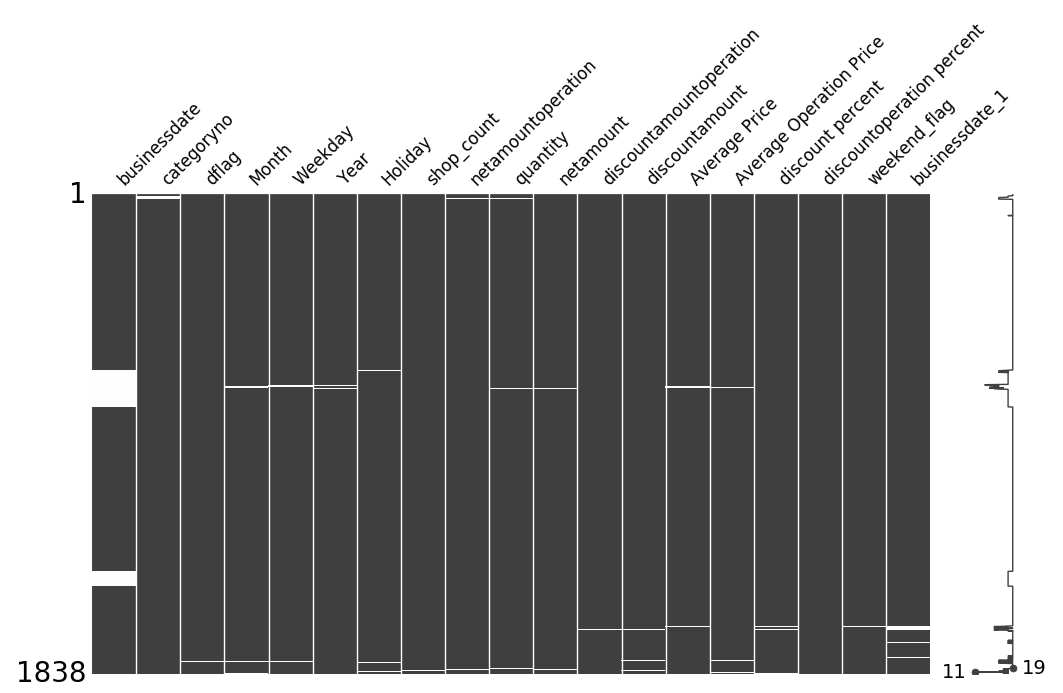 businessdate
categoryno
dflag
Month
Weekday
Year
Holiday
shop_count
netamountoperation
quantity
netamount
discountamountoperation
discountamount
Average Price
Average Operation Price
discount percent
discountoperation percent
weekend_flag
businessdate_1
1
1838
11
19